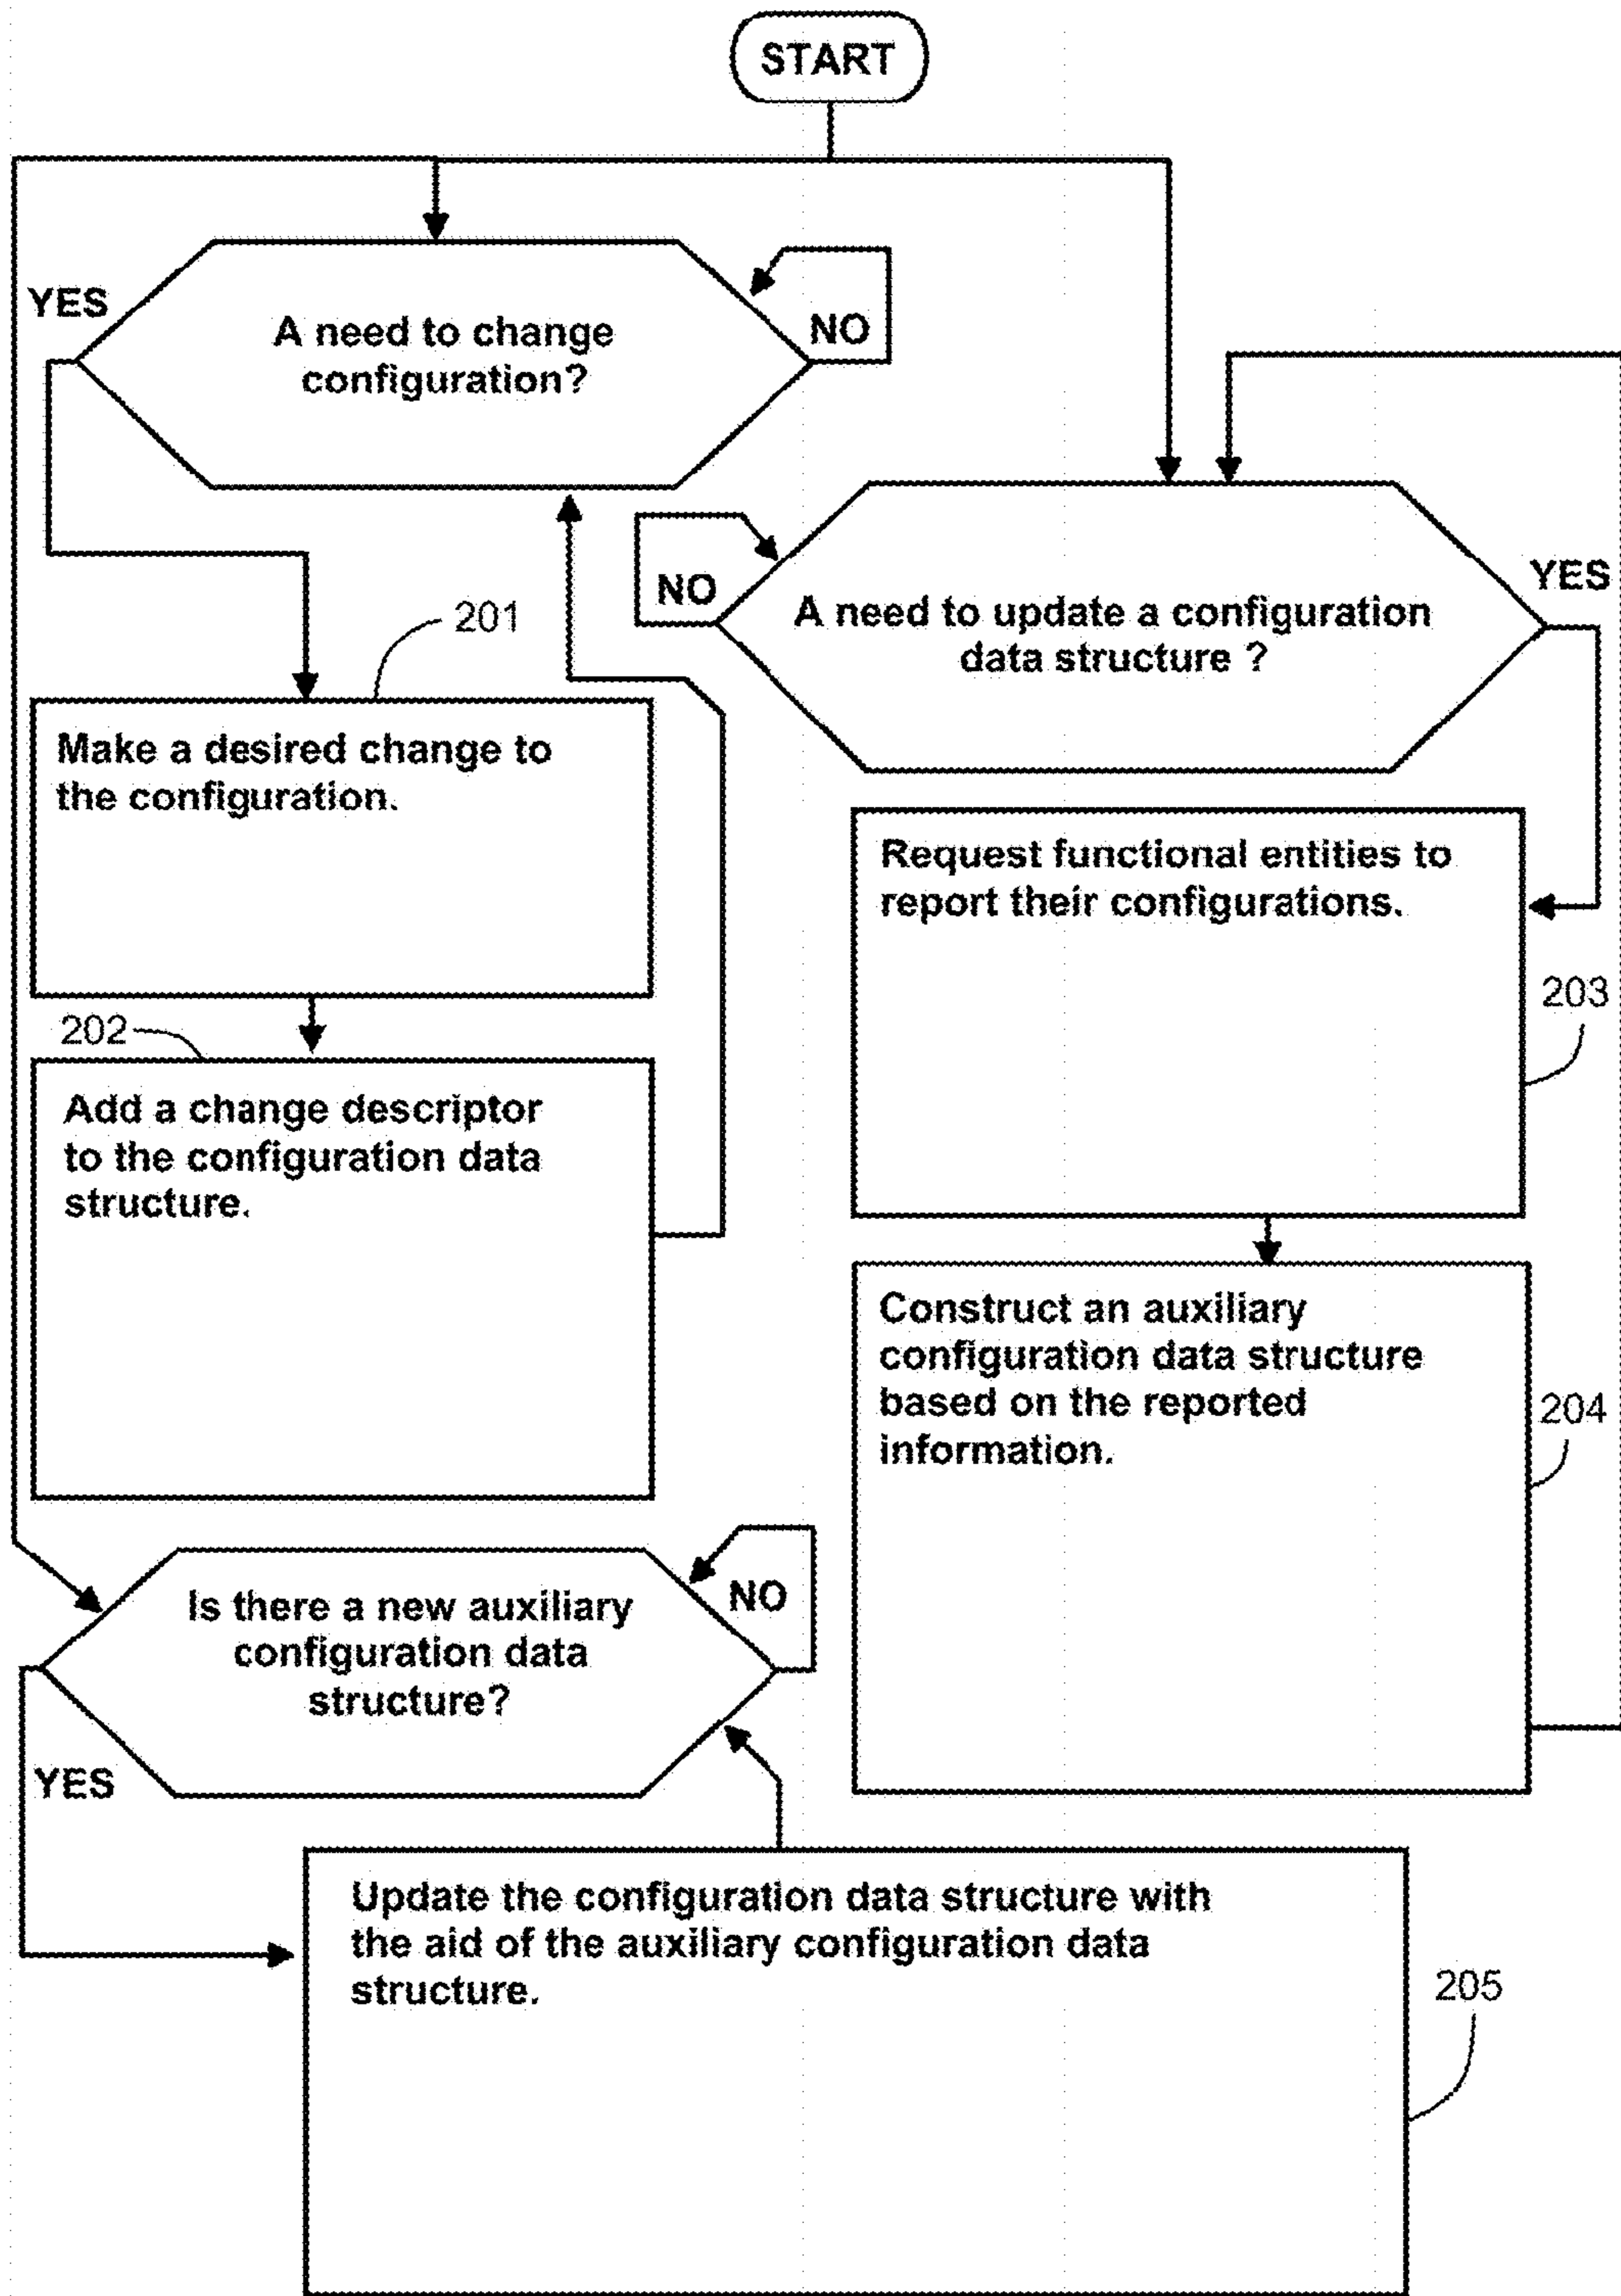 START
YES
A need to change
configuration?
NO
NO
A need to update a configuration
data structure ?
YES
201
Make a desired change to
the configuration.
Request functional entities to
report their configurations.
203
202
Add a change descriptor
to the configuration data
structure.
Construct an auxiliary
configuration data structure
based on the reported
information.
204
Is there a new auxiliary
configuration data
structure?
NO
YES
Update the configuration data structure with
the aid of the auxiliary configuration data
structure.
205